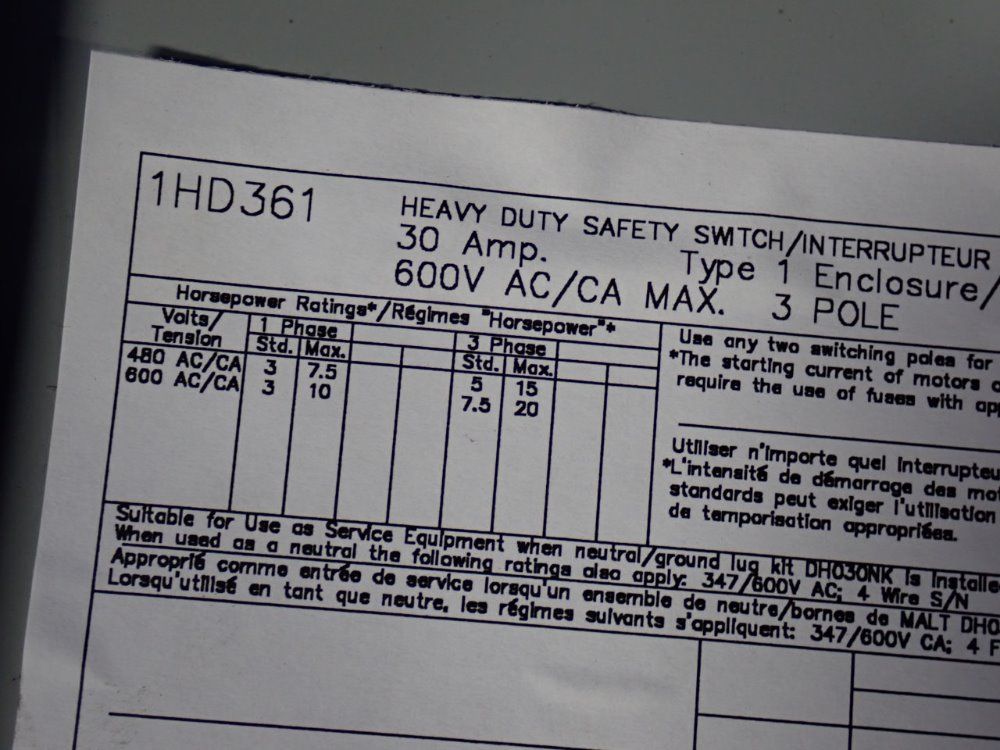 1HD361
HEAVY DUTY SAFETY SWITCH/INTERRUPTEUR
30 Amp. Type 1 Enclosure/
600V AC/CA MAX. 3 POLE
Horsepower Ratings*/Régimes "Horsepower"*
Volts/ 1 Phase 3 Phase
Tension Std. Max. Std. Max.
480 AC/CA 3 7.5 5 15
600 AC/CA 3 10 7.5 20
Use any two switching poles for
*The starting current of motors
require the use of fuses with
Utiliser n'importe quel
*L'intensité de démarrage des
standards peut exiger l'utilisation
de temporisation appropriées.
Suitable for Use as Service Equipment when neutral/ground lug kit DH030NK is
When used as a neutral the following ratings also apply: 347/600V AC; 4 Wire S/N
Approprié comme entrée de service lorsqu'un ensemble de neutre/bornes de MALT
Lorsqu'utilisé en tant que neutre, les régimes suivants s'appliquent: 347/600V CA; 4